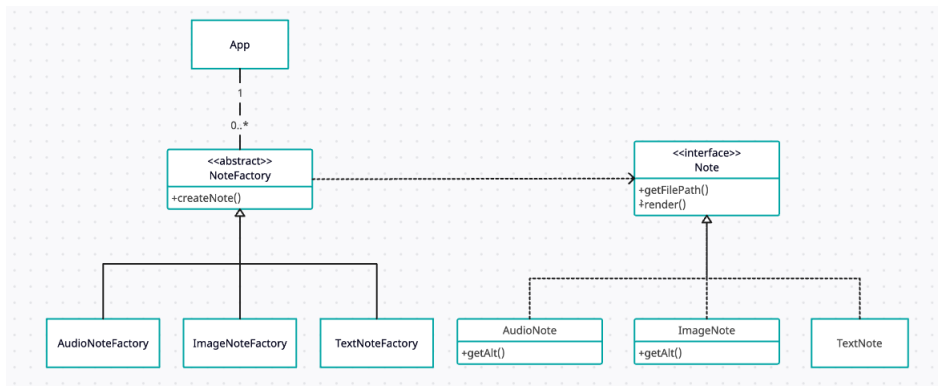 App
1
0..*
<<abstract>>
NoteFactory
+createNote()
<<interface>>
Note
+getFilePath()
+render()
AudioNoteFactory
ImageNoteFactory
TextNoteFactory
AudioNote
+getAlt()
ImageNote
+getAlt()
TextNote